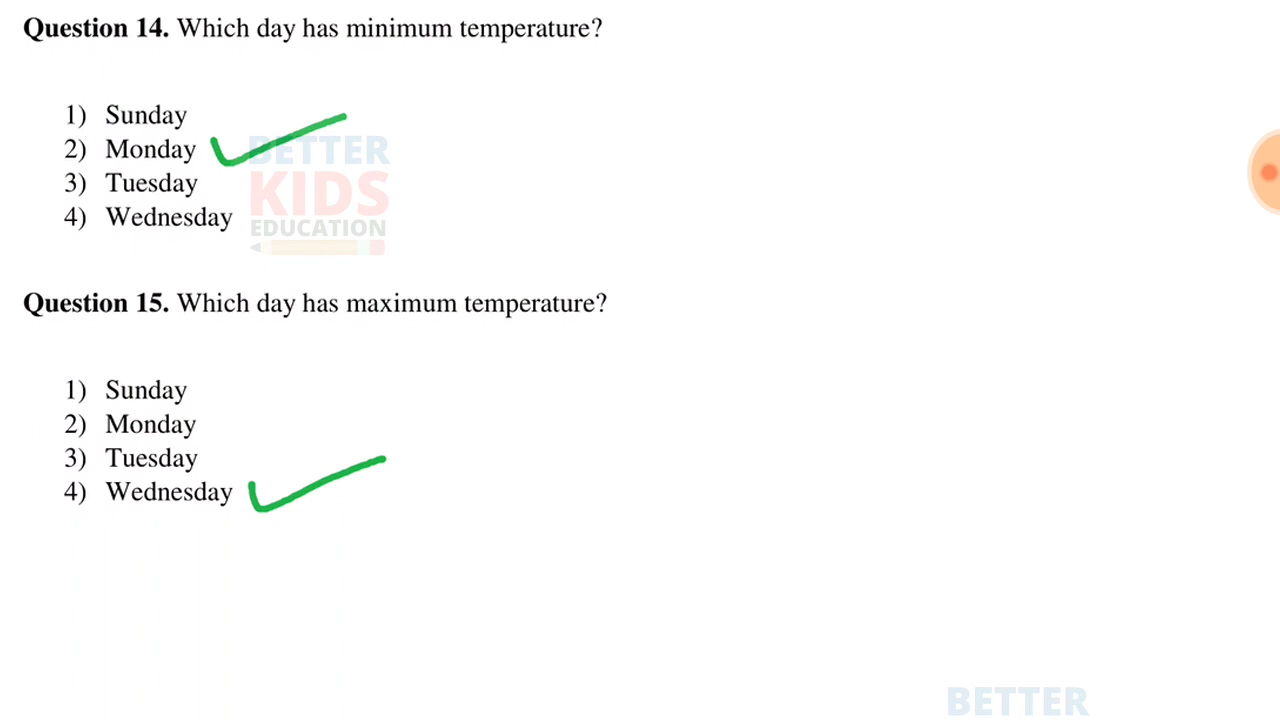 Question 14. Which day has minimum temperature?
1) Sunday
2) Monday
3) Tuesday
4) Wednesday
BETTER
KIDS
EDUCATION
Question 15. Which day has maximum temperature?
1) Sunday
2) Monday
3) Tuesday
4) Wednesday
BETTER